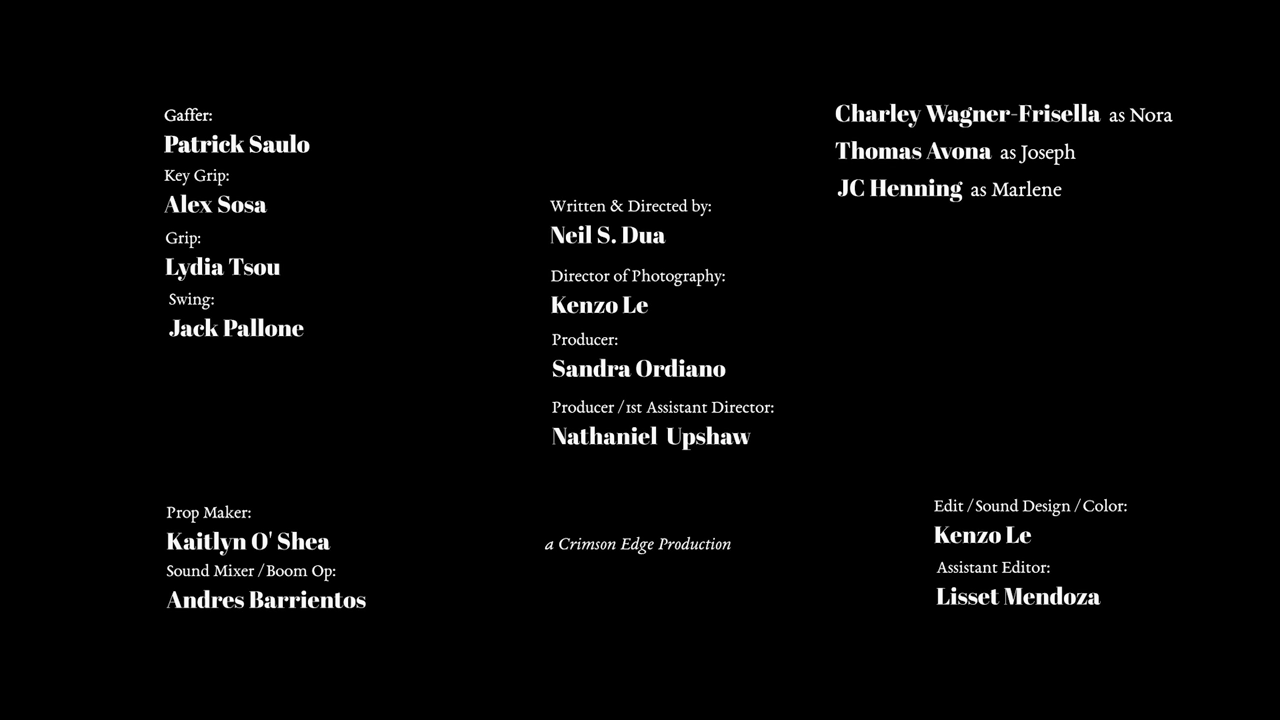 Gaffer:
Patrick Saulo
Key Grip:
Alex Sosa
Grip:
Lydia Tsou
Swing:
Jack Pallone
Prop Maker:
Kaitlyn O' Shea
Sound Mixer / Boom Op:
Andres Barrientos
Written & Directed by:
Neil S. Dua
Director of Photography:
Kenzo Le
Producer:
Sandra Ordiano
Producer / 1st Assistant Director:
Nathaniel Upshaw
a Crimson Edge Production
Charley Wagner-Frisella as Nora
Thomas Avona as Joseph
JC Henning as Marlene
Edit / Sound Design / Color:
Kenzo Le
Assistant Editor:
Lisset Mendoza